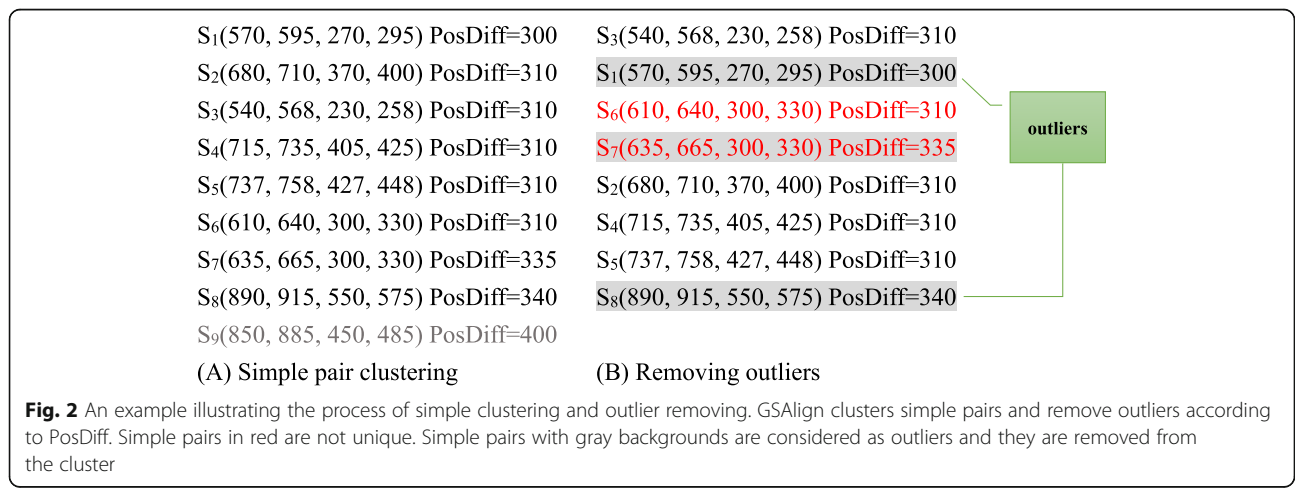 S₁(570, 595, 270, 295) PosDiff=300
S₂(680, 710, 370, 400) PosDiff=310
S₃(540, 568, 230, 258) PosDiff=310
S₄(715, 735, 405, 425) PosDiff=310
S₅(737, 758, 427, 448) PosDiff=310
S₆(610, 640, 300, 330) PosDiff=310
S₇(635, 665, 300, 330) PosDiff=335
S₈(890, 915, 550, 575) PosDiff=340
S₉(850, 885, 450, 485) PosDiff=400
(A) Simple pair clustering
S₃(540, 568, 230, 258) PosDiff=310
S₁(570, 595, 270, 295) PosDiff=300
S₆(610, 640, 300, 330) PosDiff=310
S₇(635, 665, 300, 330) PosDiff=335
S₂(680, 710, 370, 400) PosDiff=310
S₄(715, 735, 405, 425) PosDiff=310
S₅(737, 758, 427, 448) PosDiff=310
S₈(890, 915, 550, 575) PosDiff=340
(B) Removing outliers
outliers
Fig. 2 An example illustrating the process of simple clustering and outlier removing. GSAlign clusters simple pairs and remove outliers according
to PosDiff. Simple pairs in red are not unique. Simple pairs with gray backgrounds are considered as outliers and they are removed from
the cluster